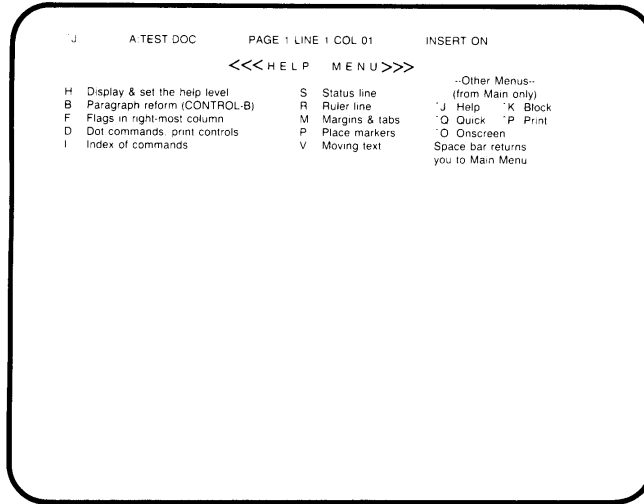 ^J A:TEST.DOC PAGE 1 LINE 1 COL 01 INSERT ON
<<<HELP MENU>>>
--Other Menus--
H Display & set the help level S Status line (from Main only)
B Paragraph reform (CONTROL-B) R Ruler line ^J Help ^K Block
F Flags in right-most column M Margins & tabs ^Q Quick ^P Print
D Dot commands, print controls P Place markers ^O Onscreen
I Index of commands V Moving text Space bar returns
you to Main Menu